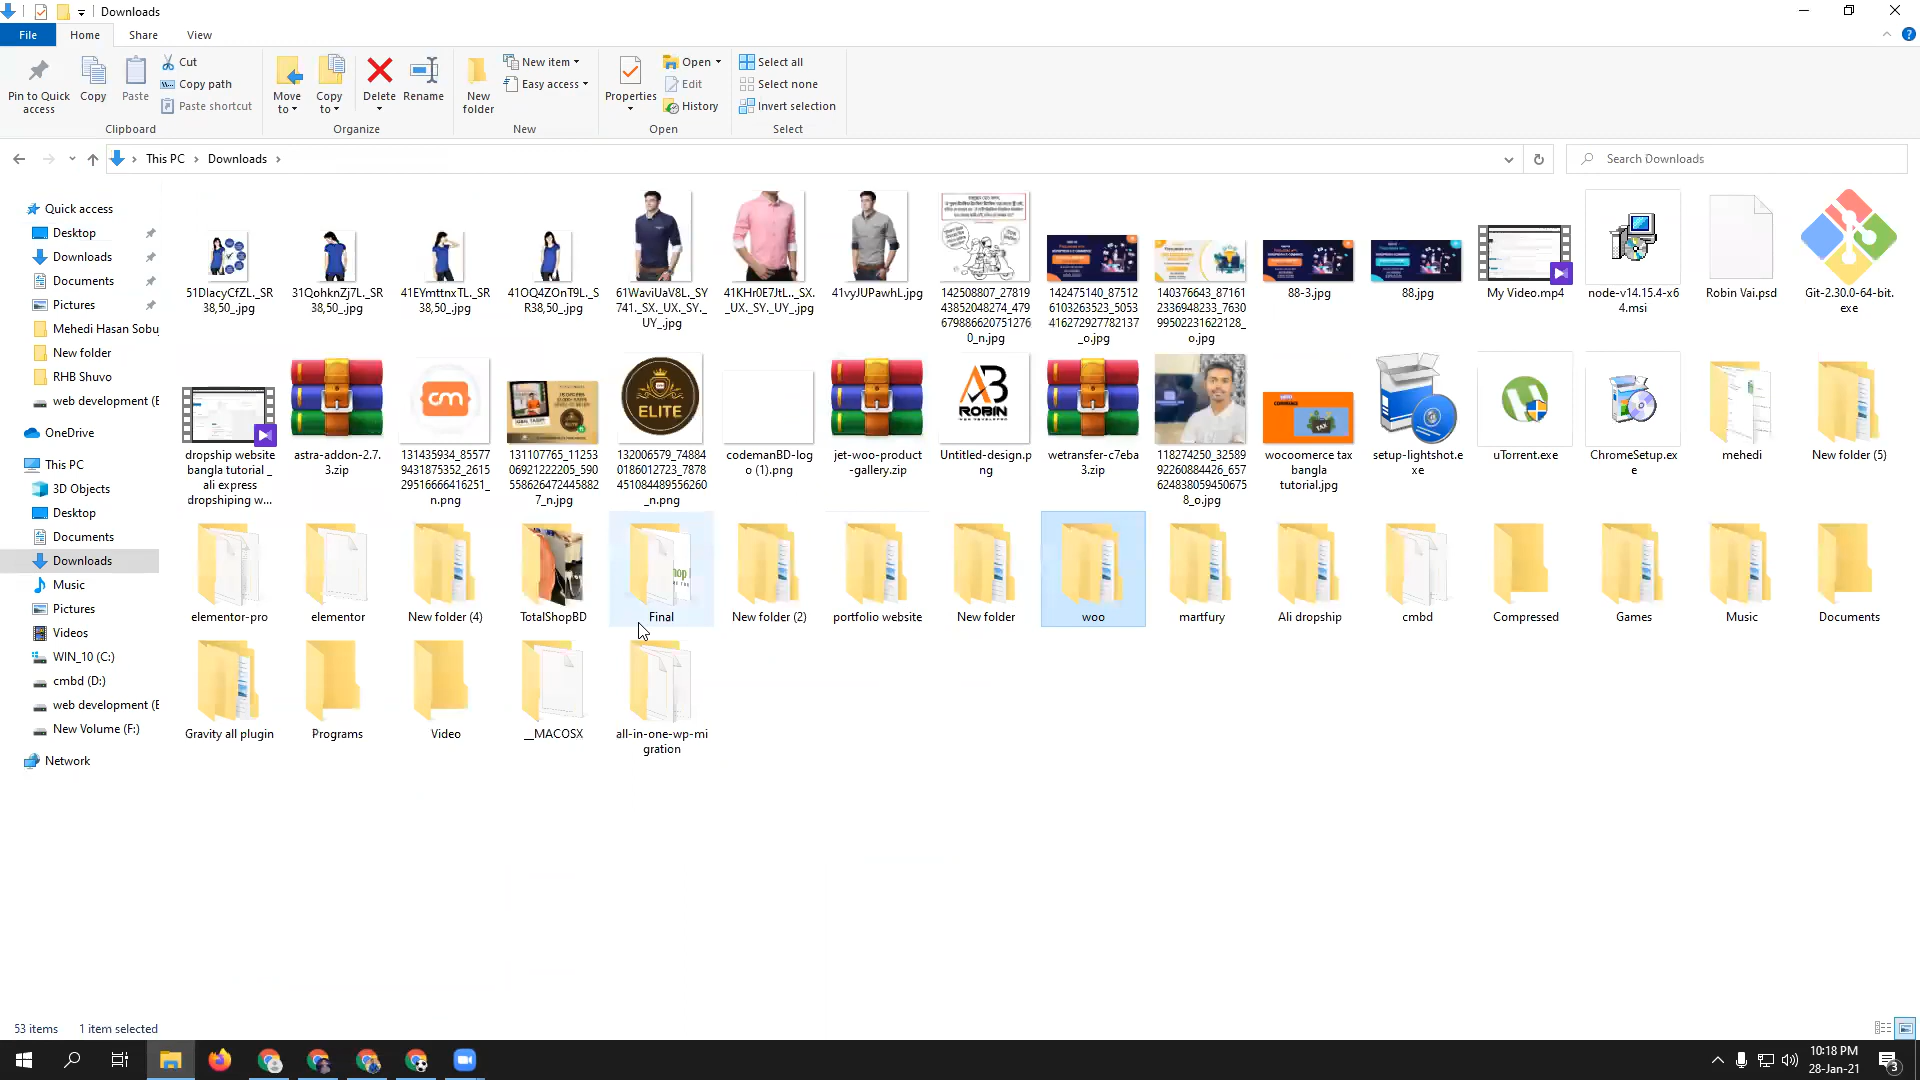 Downloads
File
Home
Share
View
Pin to Quick access
Copy
Paste
Cut
Copy path
Paste shortcut
Clipboard
Move to
Copy to
Delete
Rename
Organize
New folder
New item
Easy access
New
Properties
Open
Edit
History
Open
Select all
Select none
Invert selection
Select
This PC
Downloads
Search Downloads
Quick access
Desktop
Downloads
Documents
Pictures
Mehedi Hasan Sobu
New folder
RHB Shuvo
web development (E
OneDrive
This PC
3D Objects
Desktop
Documents
Downloads
Music
Pictures
Videos
WIN_10 (C:)
cmbd (D:)
web development (E
New Volume (F:)
Network
51DIacyCfZL._SR
38,50_.jpg
31QohknZj7L._SR
38,50_.jpg
41EYmttnxTL._SR
38,50_.jpg
41OQ4ZOnT9L._S
R38,50_.jpg
61WaviUaV8L._SY
741._SX._UX._SY._
UY_.jpg
41KHr0E7JtL._SX.
_UX._SY._UY_.jpg
41vyJUPawhL.jpg
142508807_27819
43852048274_479
67988662075127​6
0_n.jpg
142475140_87512
6103263523_5053
416272927782137
_o.jpg
140376643_87161
2336948233_7630
99502231622128_
o.jpg
88-3.jpg
88.jpg
My Video.mp4
node-v14.15.4-x6
4.msi
Robin Vai.psd
Git-2.30.0-64-bit.
exe
dropship website
bangla tutorial _
ali express
dropshiping w...
astra-addon-2.7.
3.zip
cm
131435934_85577
9431875352_2615
29516666416251_
n.png
131107765_11253
06921222205_590
558626472445882
7_n.jpg
ELITE
132006579_74884
0186012723_7878
451084489556260
_n.png
codemanBD-log
o (1).png
jet-woo-product
-gallery.zip
ROBIN
Untitled-design.p
ng
wetransfer-c7eba
3.zip
118274250_32589
92260884426_657
624838059450675
8_o.jpg
TAX
wocoomerce tax
bangla
tutorial.jpg
setup-lightshot.e
xe
uTorrent.exe
ChromeSetup.ex
e
mehedi
New folder (5)
elementor-pro
elementor
New folder (4)
TotalShopBD
Final
New folder (2)
portfolio website
New folder
woo
martfury
Ali dropship
cmbd
Compressed
Games
Music
Documents
Gravity all plugin
Programs
Video
__MACOSX
all-in-one-wp-mi
gration
53 items
1 item selected
10:18 PM
28-Jan-21
3